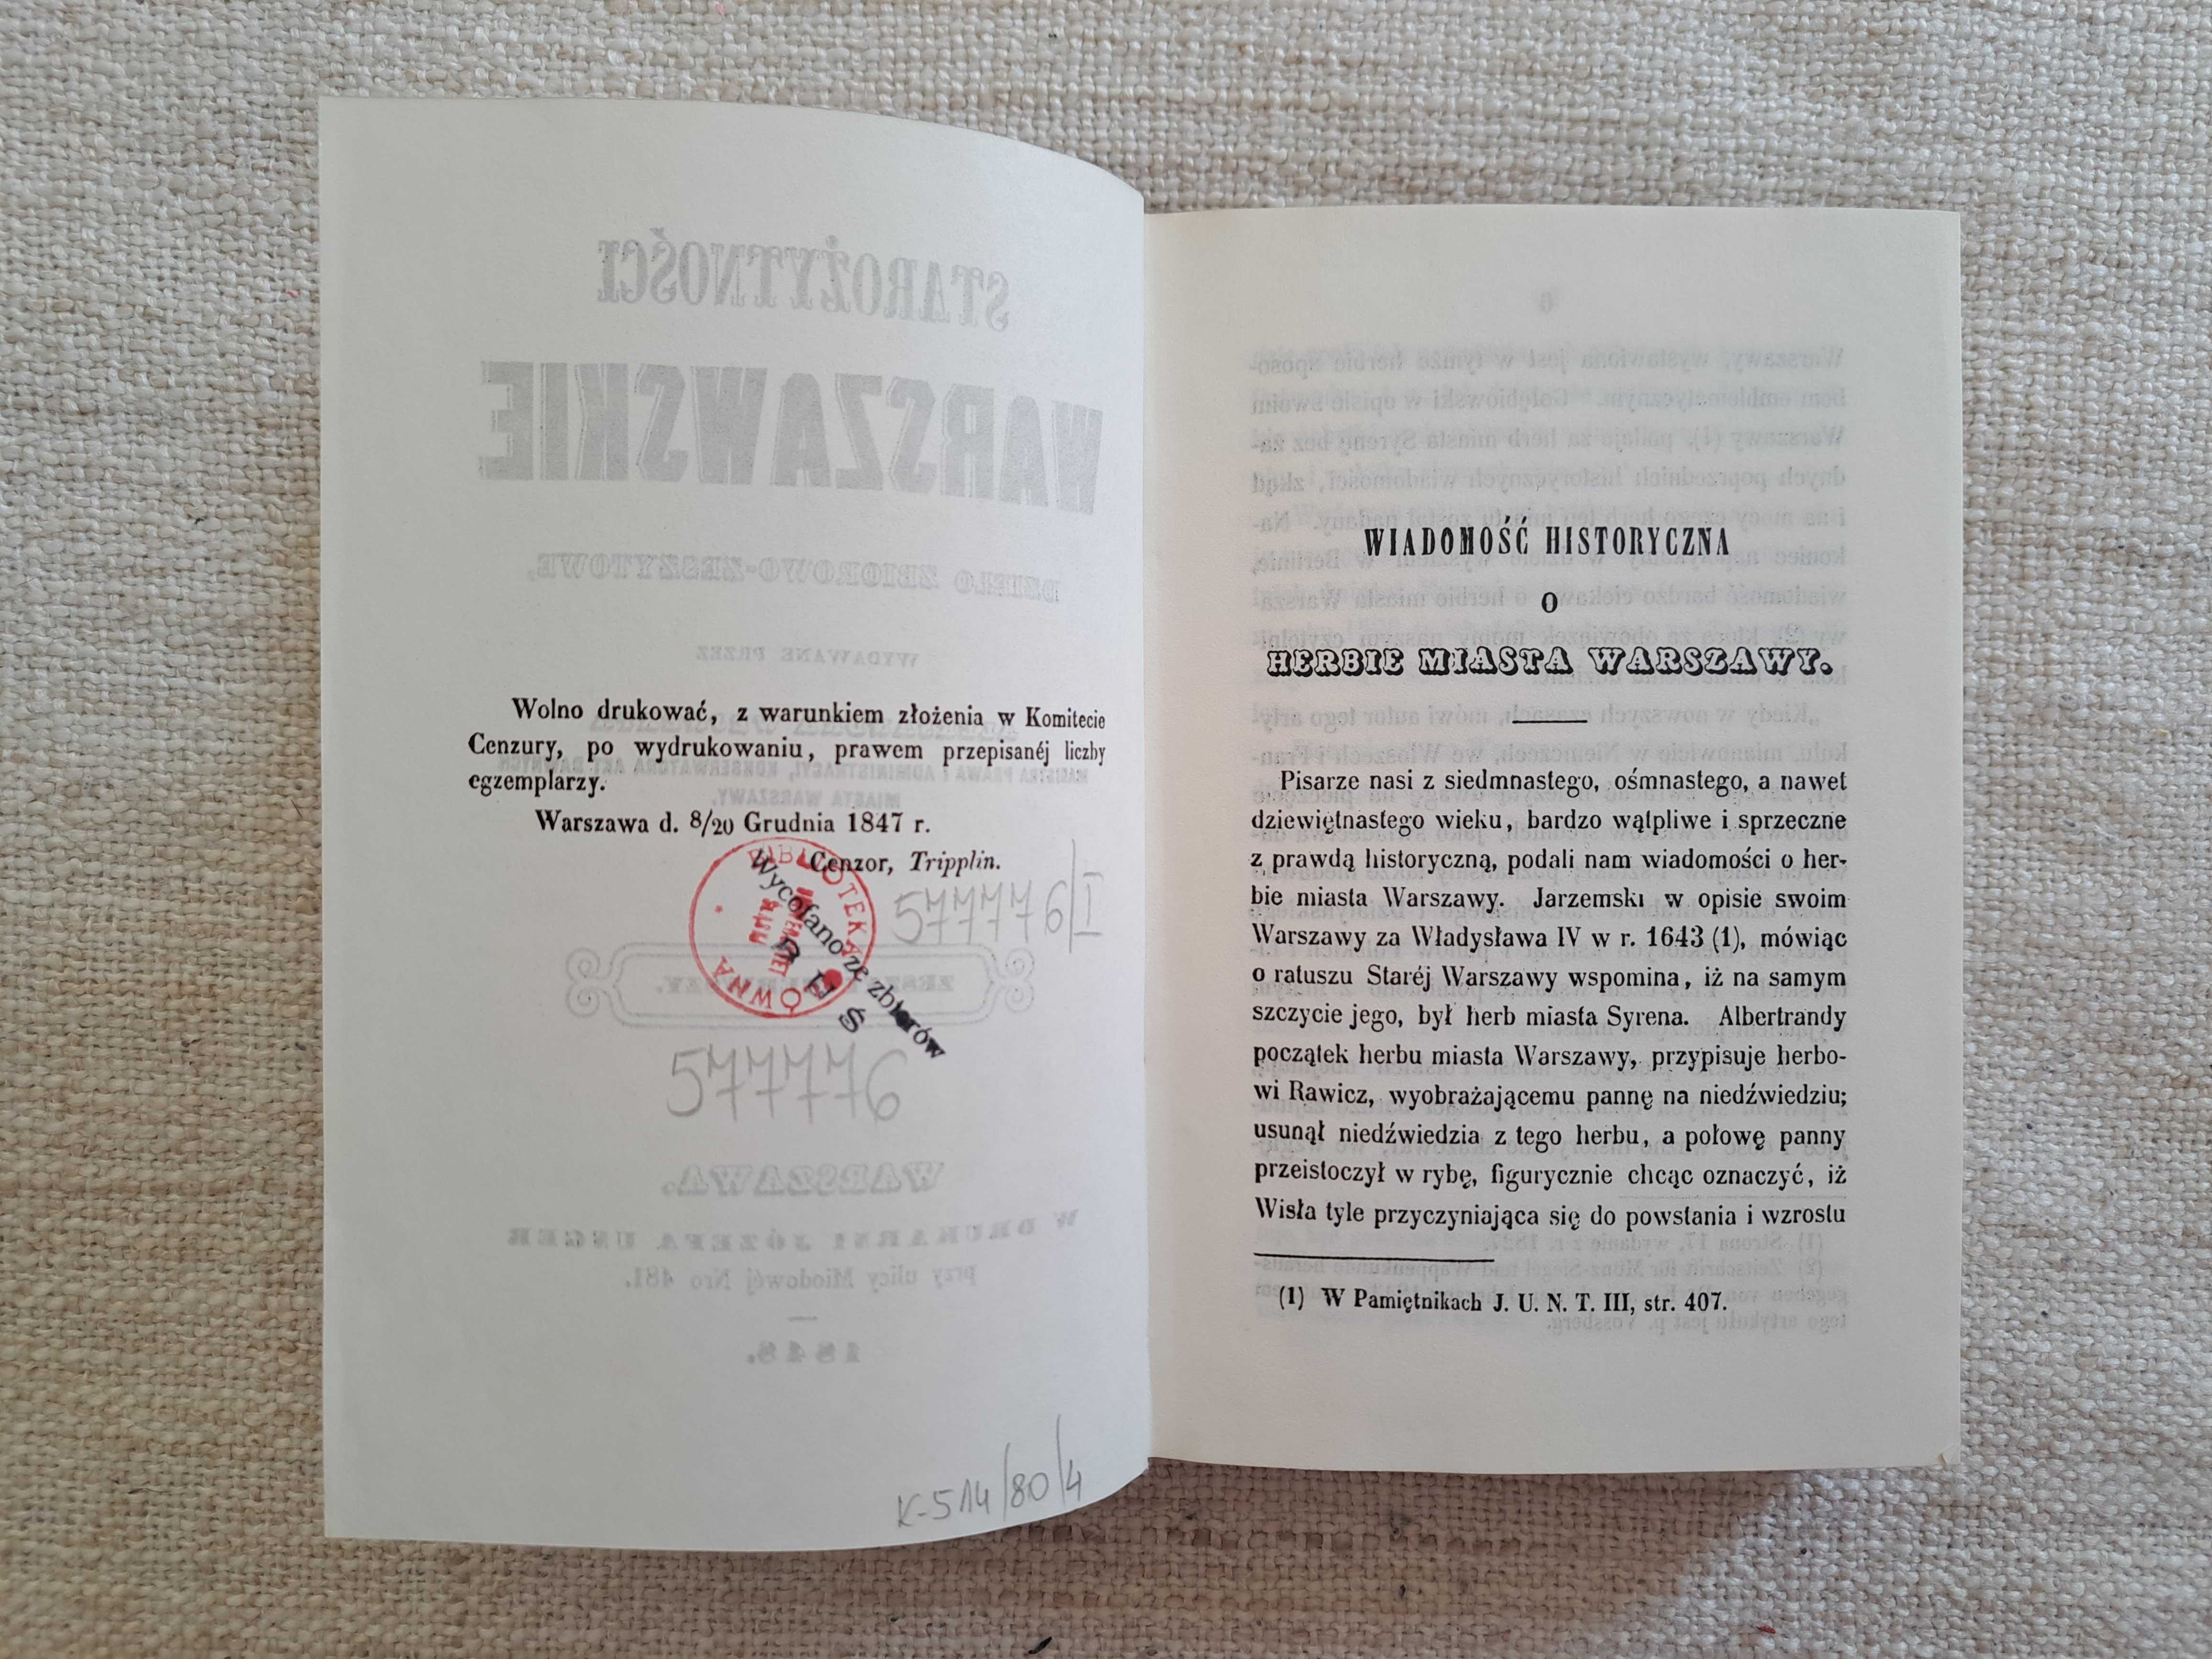 Wolno drukować, z warunkiem złożenia w Komitecie
Cenzury, po wydrukowaniu, prawem przepisanéj liczby
egzemplarzy.
Warszawa d. 8/20 Grudnia 1847 r.
Cenzor, Tripplin.
577776/I
Wycofano ze zbiorów
B U Ś
577776
K-514/80/4
WIADOMOŚĆ HISTORYCZNA
O
HERBIE MIASTA WARSZAWY.
Pisarze nasi z siedmnastego, ośmnastego, a nawet
dziewiętnastego wieku, bardzo wątpliwe i sprzeczne
z prawdą historyczną, podali nam wiadomości o her-
bie miasta Warszawy. Jarzemski w opisie swoim
Warszawy za Władysława IV w r. 1643 (1), mówiąc
o ratuszu Staréj Warszawy wspomina, iż na samym
szczycie jego, był herb miasta Syrena. Albertrandy
początek herbu miasta Warszawy, przypisuje herbo-
wi Rawicz, wyobrażającemu pannę na niedźwiedziu;
usunął niedźwiedzia z tego herbu, a połowę panny
przeistoczył w rybę, figurycznie chcąc oznaczyć, iż
Wisła tyle przyczyniająca się do powstania i wzrostu
(1) W Pamiętnikach J. U. N. T. III, str. 407.